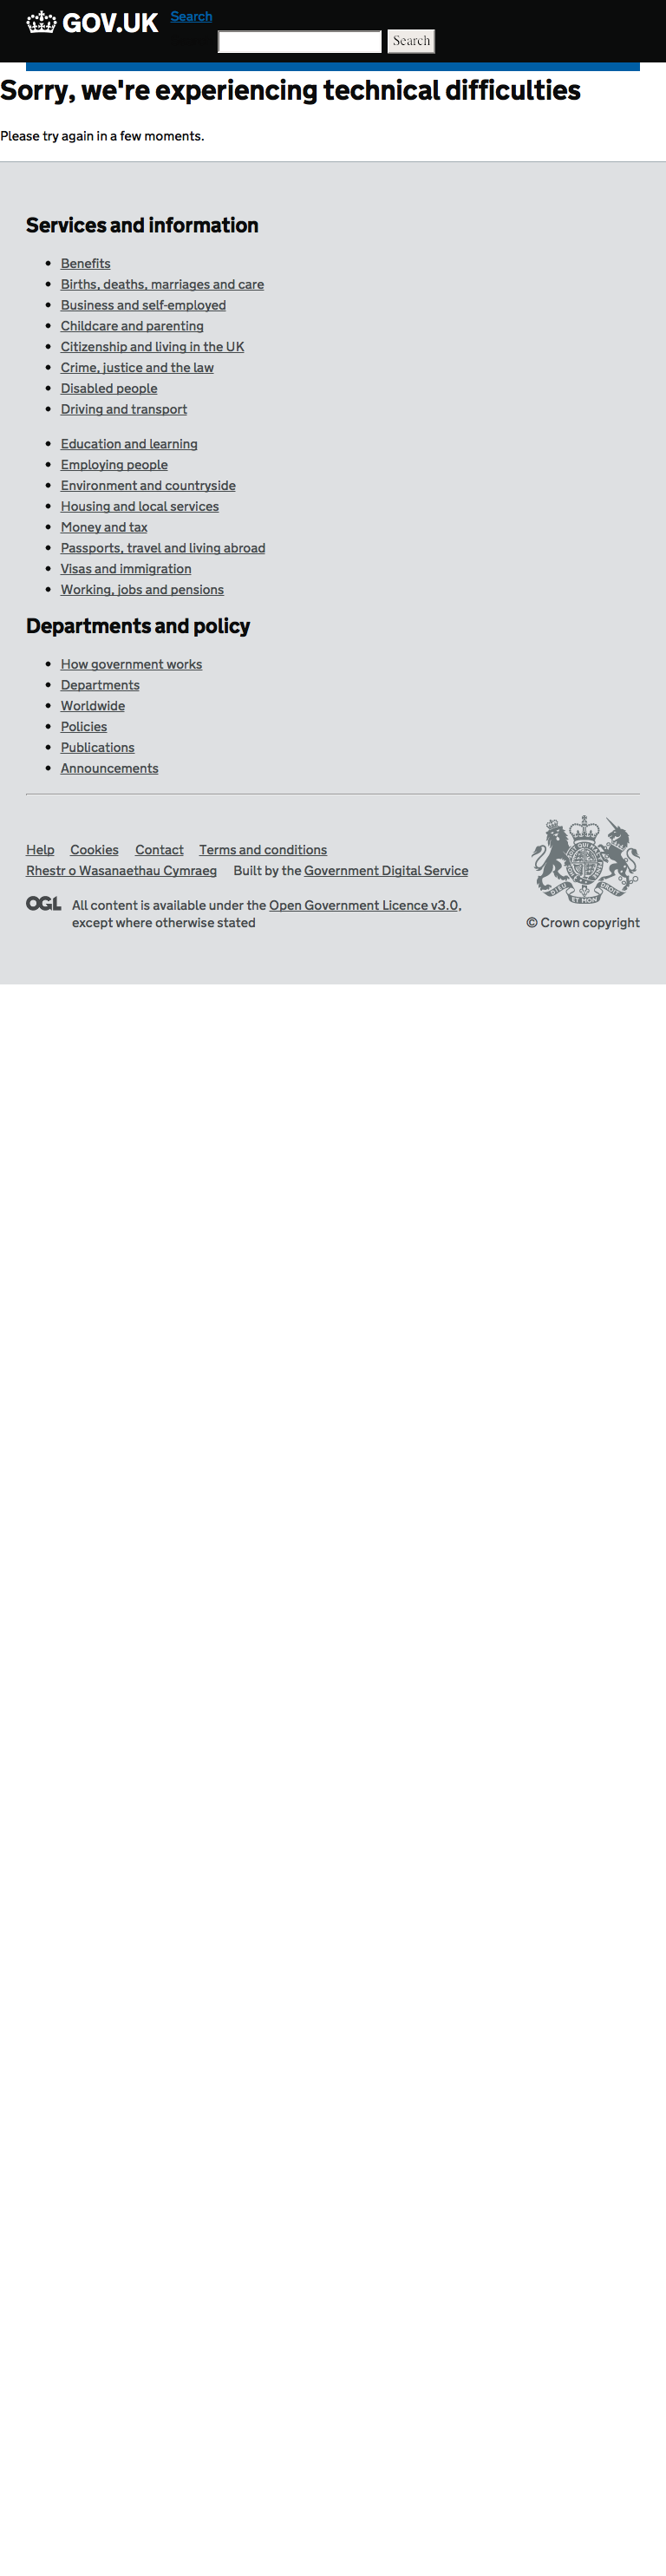 GOV.UK
Search
Search
Sorry, we're experiencing technical difficulties
Please try again in a few moments.
Services and information
Benefits
Births, deaths, marriages and care
Business and self-employed
Childcare and parenting
Citizenship and living in the UK
Crime, justice and the law
Disabled people
Driving and transport
Education and learning
Employing people
Environment and countryside
Housing and local services
Money and tax
Passports, travel and living abroad
Visas and immigration
Working, jobs and pensions
Departments and policy
How government works
Departments
Worldwide
Policies
Publications
Announcements
Help Cookies Contact Terms and conditions
Rhestr o Wasanaethau Cymraeg Built by the Government Digital Service
OGL All content is available under the Open Government Licence v3.0,
except where otherwise stated
DIEU ET MON DROIT
© Crown copyright